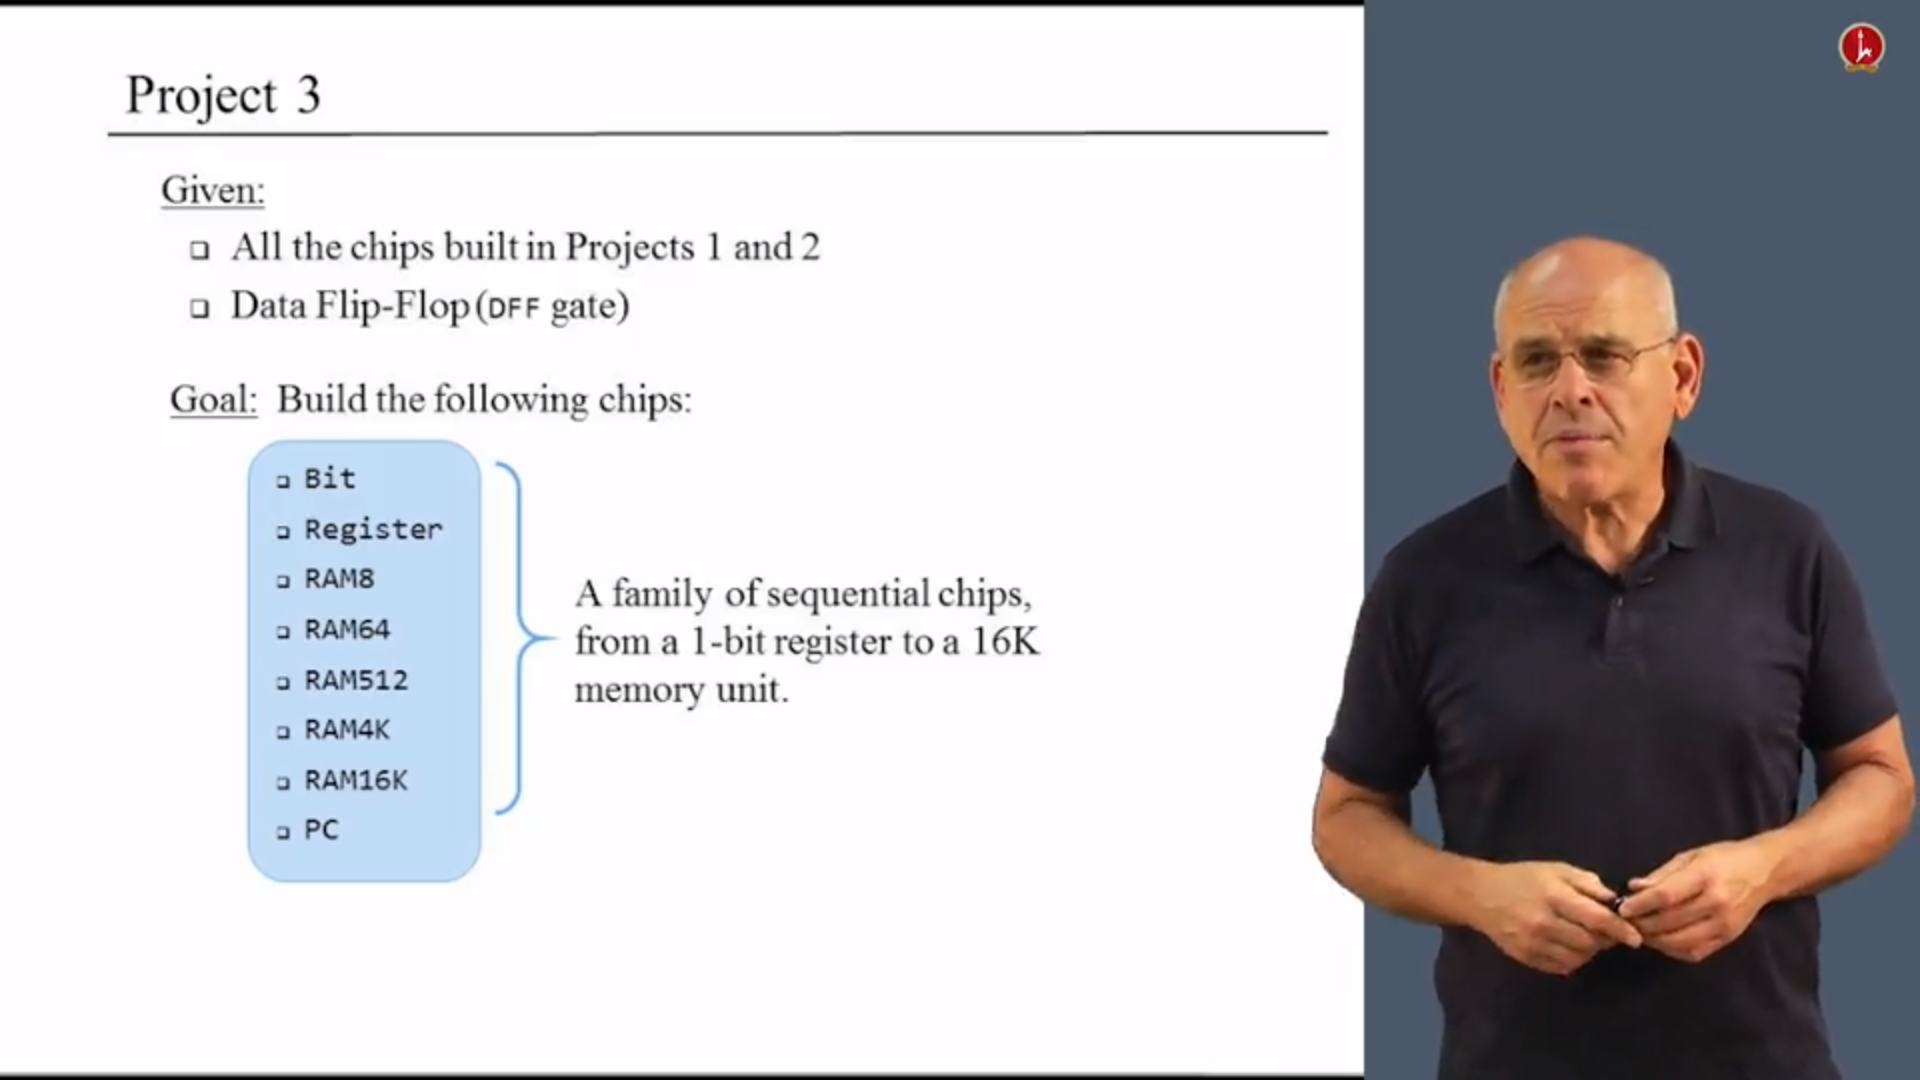 Project 3
Given:
All the chips built in Projects 1 and 2
Data Flip-Flop (DFF gate)
Goal: Build the following chips:
Bit
Register
RAM8
RAM64
RAM512
RAM4K
RAM16K
PC
A family of sequential chips,
from a 1-bit register to a 16K
memory unit.